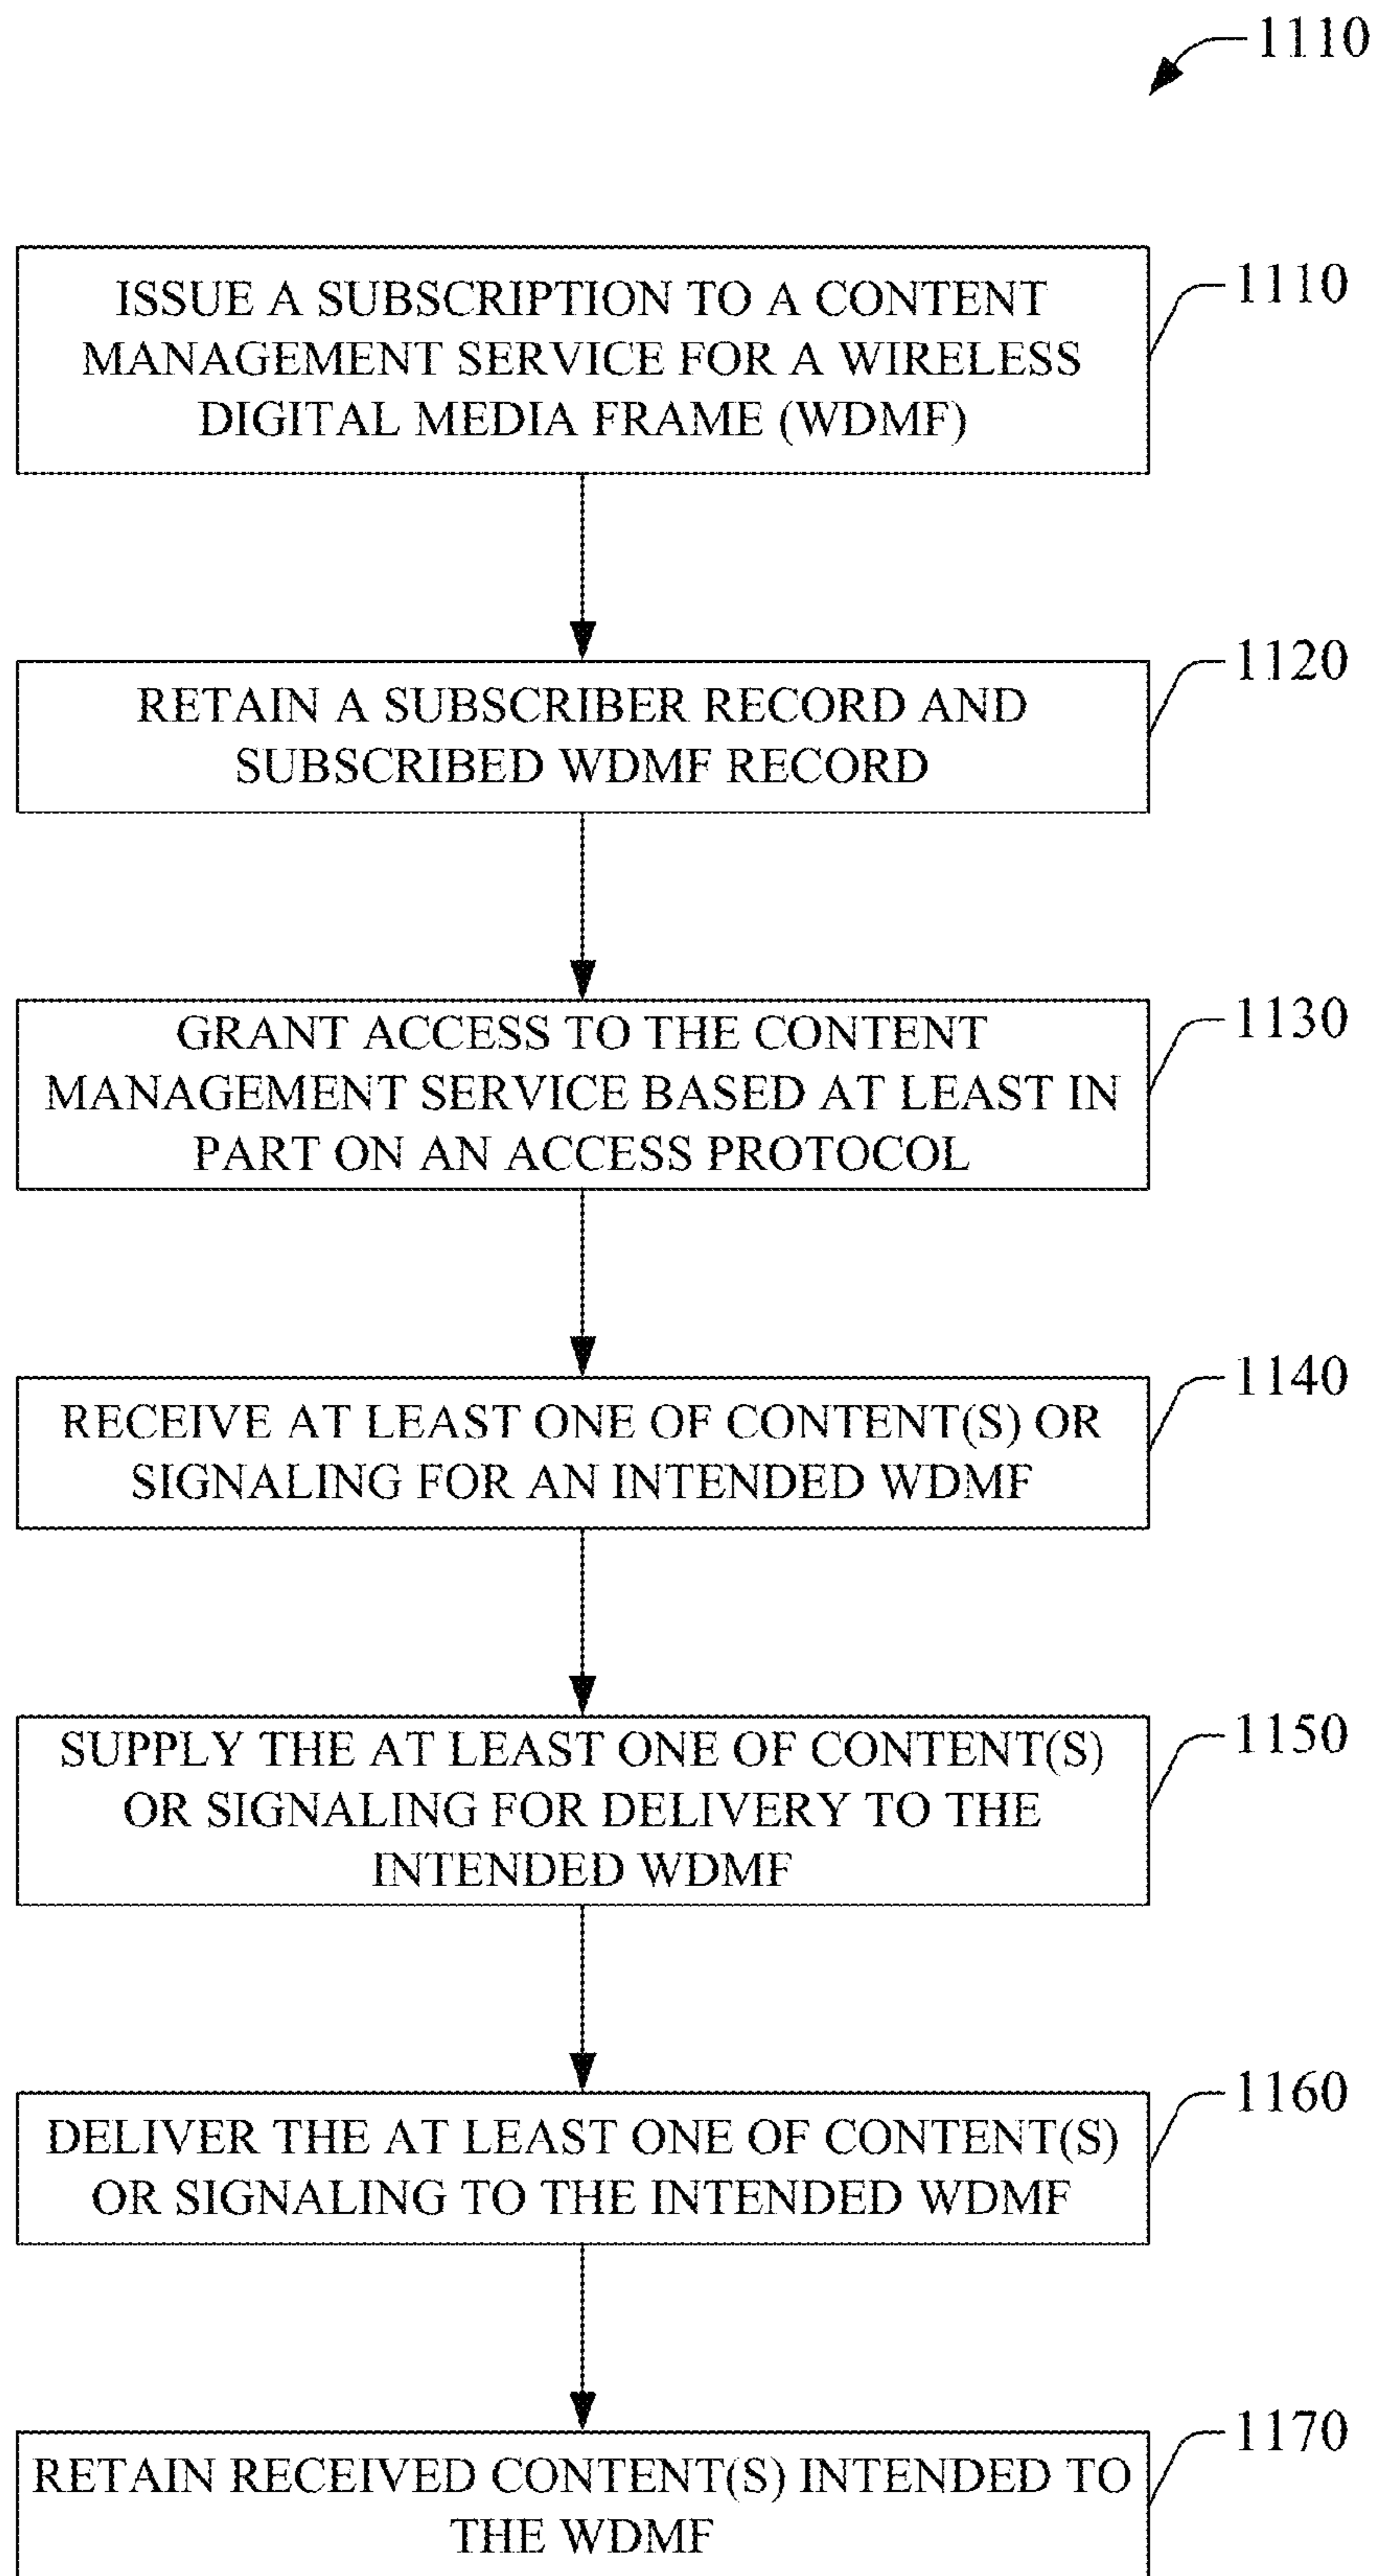 1110
ISSUE A SUBSCRIPTION TO A CONTENT
MANAGEMENT SERVICE FOR A WIRELESS
DIGITAL MEDIA FRAME (WDMF)
1110
RETAIN A SUBSCRIBER RECORD AND
SUBSCRIBED WDMF RECORD
1120
GRANT ACCESS TO THE CONTENT
MANAGEMENT SERVICE BASED AT LEAST IN
PART ON AN ACCESS PROTOCOL
1130
RECEIVE AT LEAST ONE OF CONTENT(S) OR
SIGNALING FOR AN INTENDED WDMF
1140
SUPPLY THE AT LEAST ONE OF CONTENT(S)
OR SIGNALING FOR DELIVERY TO THE
INTENDED WDMF
1150
DELIVER THE AT LEAST ONE OF CONTENT(S)
OR SIGNALING TO THE INTENDED WDMF
1160
RETAIN RECEIVED CONTENT(S) INTENDED TO
THE WDMF
1170